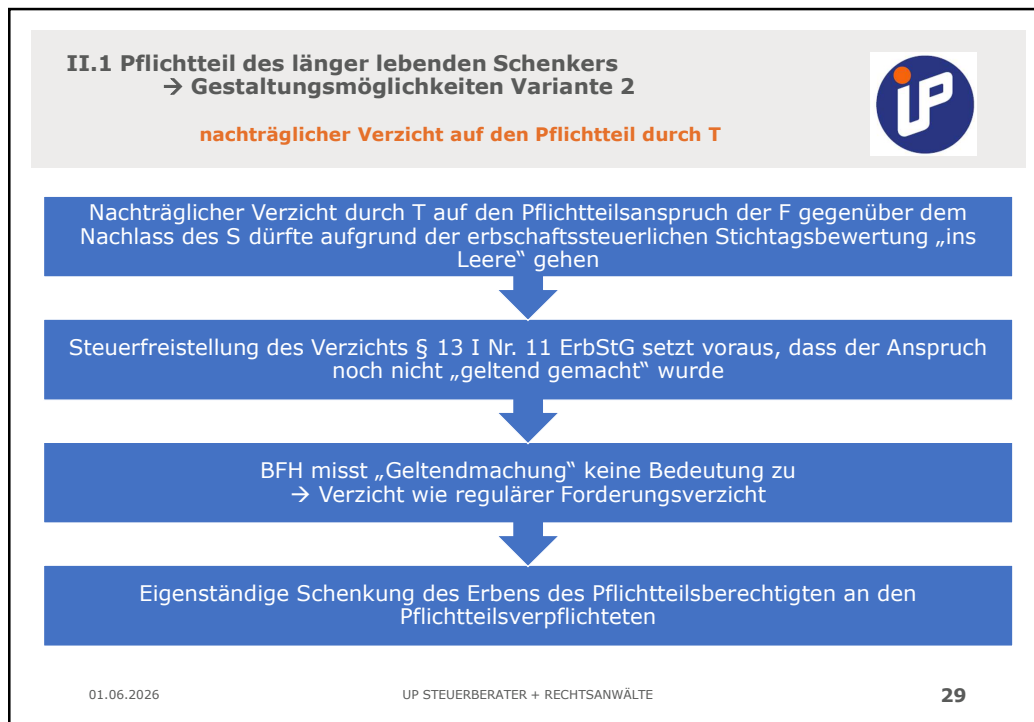 II.1 Pflichtteil des länger lebenden Schenkers
→ Gestaltungsmöglichkeiten Variante 2
nachträglicher Verzicht auf den Pflichtteil durch T
iP
Nachträglicher Verzicht durch T auf den Pflichtteilsanspruch der F gegenüber dem
Nachlass des S dürfte aufgrund der erbschaftssteuerlichen Stichtagsbewertung „ins
Leere“ gehen
Steuerfreistellung des Verzichts § 13 I Nr. 11 ErbStG setzt voraus, dass der Anspruch
noch nicht „geltend gemacht“ wurde
BFH misst „Geltendmachung“ keine Bedeutung zu
→ Verzicht wie regulärer Forderungsverzicht
Eigenständige Schenkung des Erbens des Pflichtteilsberechtigten an den
Pflichtteilsverpflichteten
01.06.2026
UP STEUERBERATER + RECHTSANWÄLTE
29